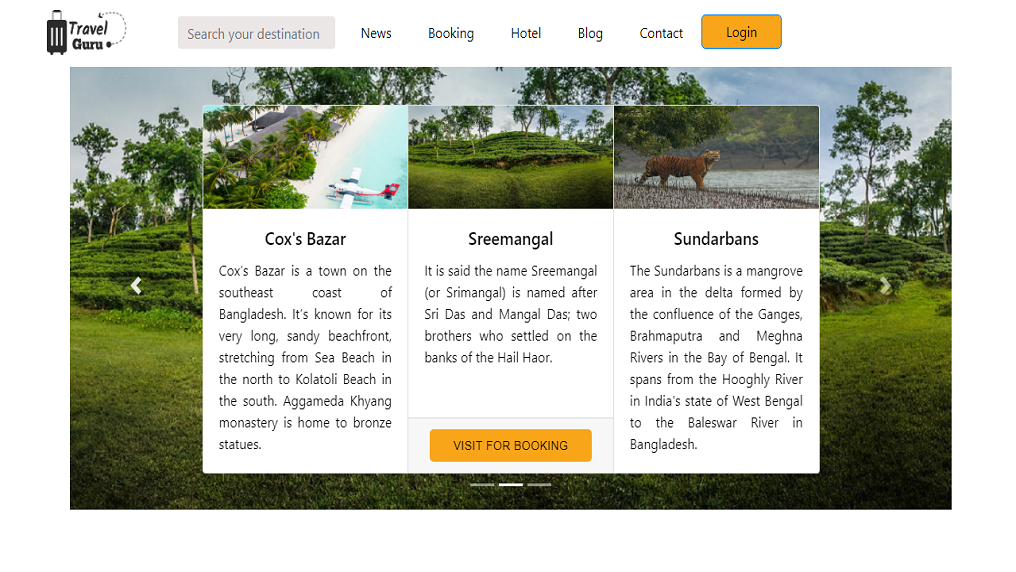 Travel
Guru
Search your destination
News
Booking
Hotel
Blog
Contact
Login
Cox's Bazar
Cox's Bazar is a town on the
southeast coast of
Bangladesh. It's known for its
very long, sandy beachfront,
stretching from Sea Beach in
the north to Kolatoli Beach in
the south. Aggameda Khyang
monastery is home to bronze
statues.
Sreemangal
It is said the name Sreemangal
(or Srimangal) is named after
Sri Das and Mangal Das; two
brothers who settled on the
banks of the Hail Haor.
VISIT FOR BOOKING
Sundarbans
The Sundarbans is a mangrove
area in the delta formed by
the confluence of the Ganges,
Brahmaputra and Meghna
Rivers in the Bay of Bengal. It
spans from the Hooghly River
in India's state of West Bengal
to the Baleswar River in
Bangladesh.